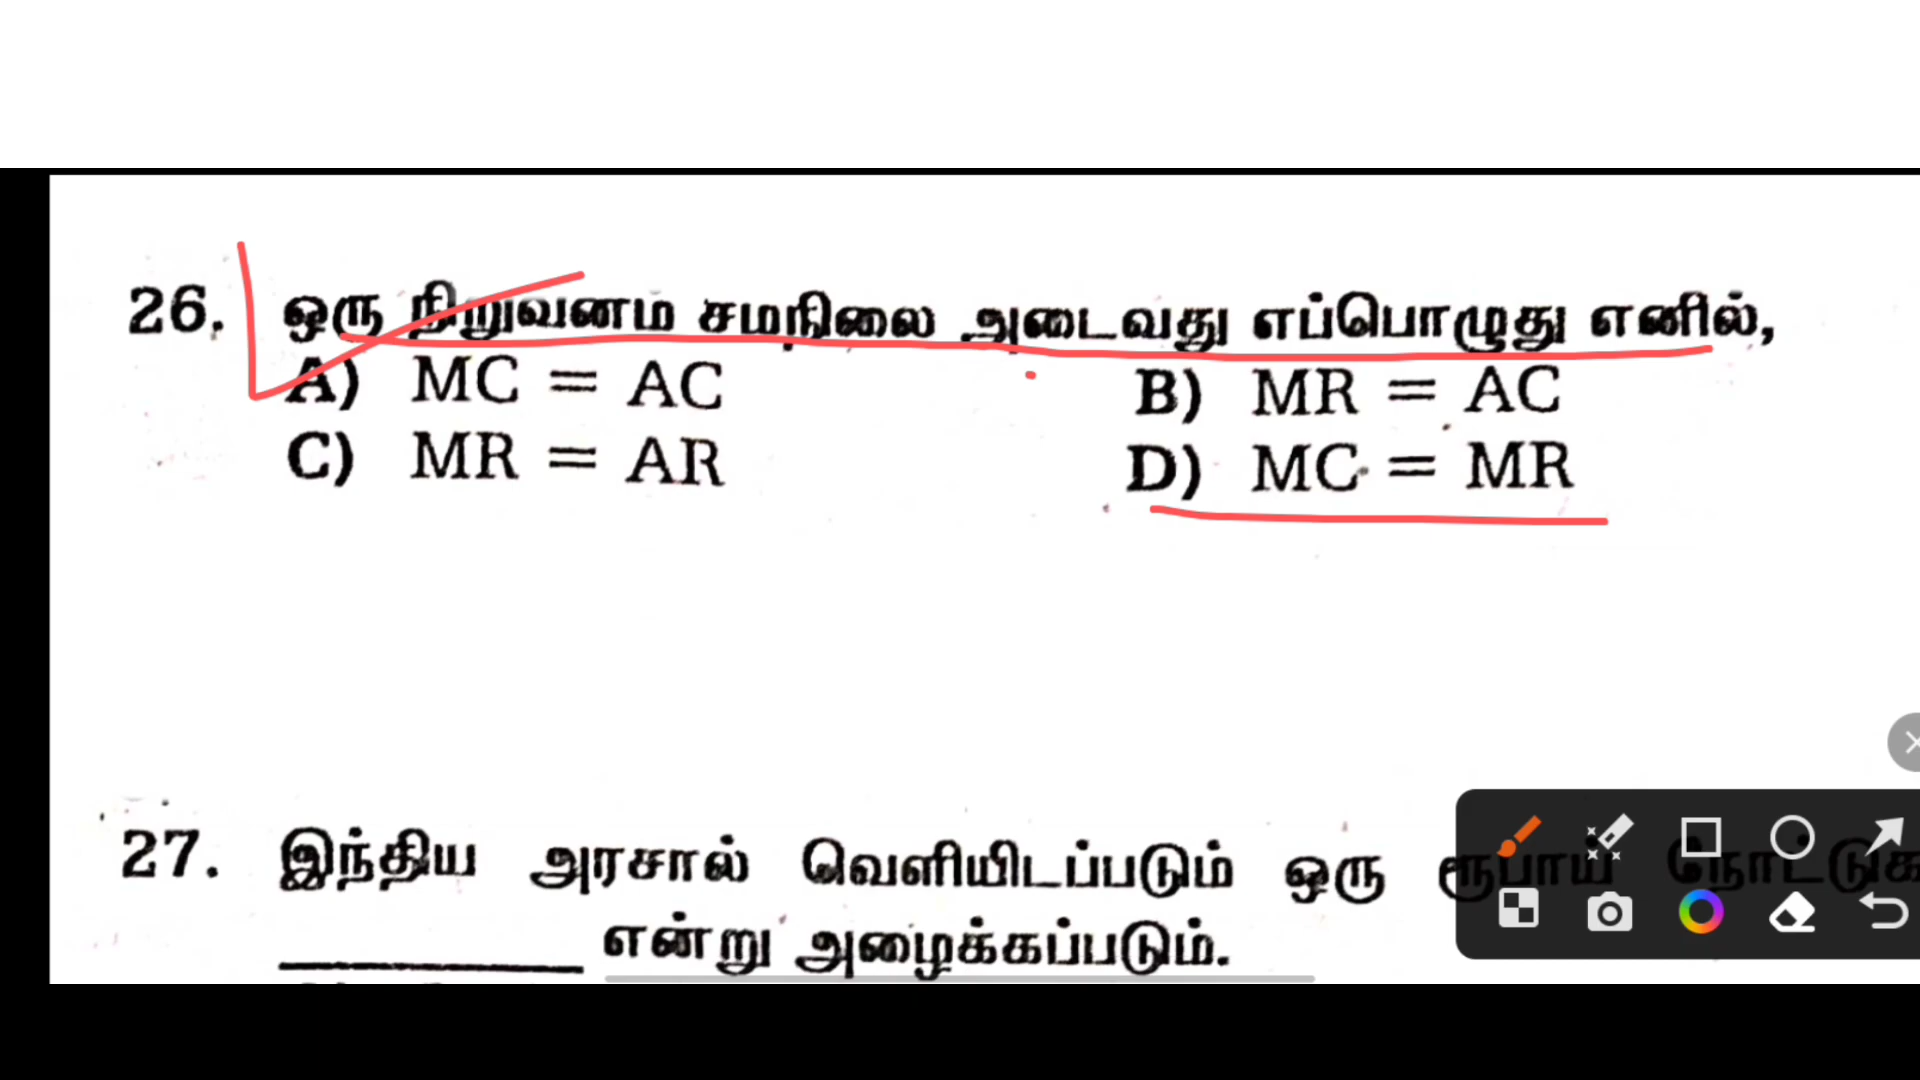 26. ஒரு நிறுவனம் சமநிலை அடைவது எப்பொழுது எனில்,
A) MC = AC B) MR = AC
C) MR = AR D) MC = MR
27. இந்திய அரசால் வெளியிடப்படும் ஒரு ரூபாய்
__________ என்று அழைக்கப்படும்.